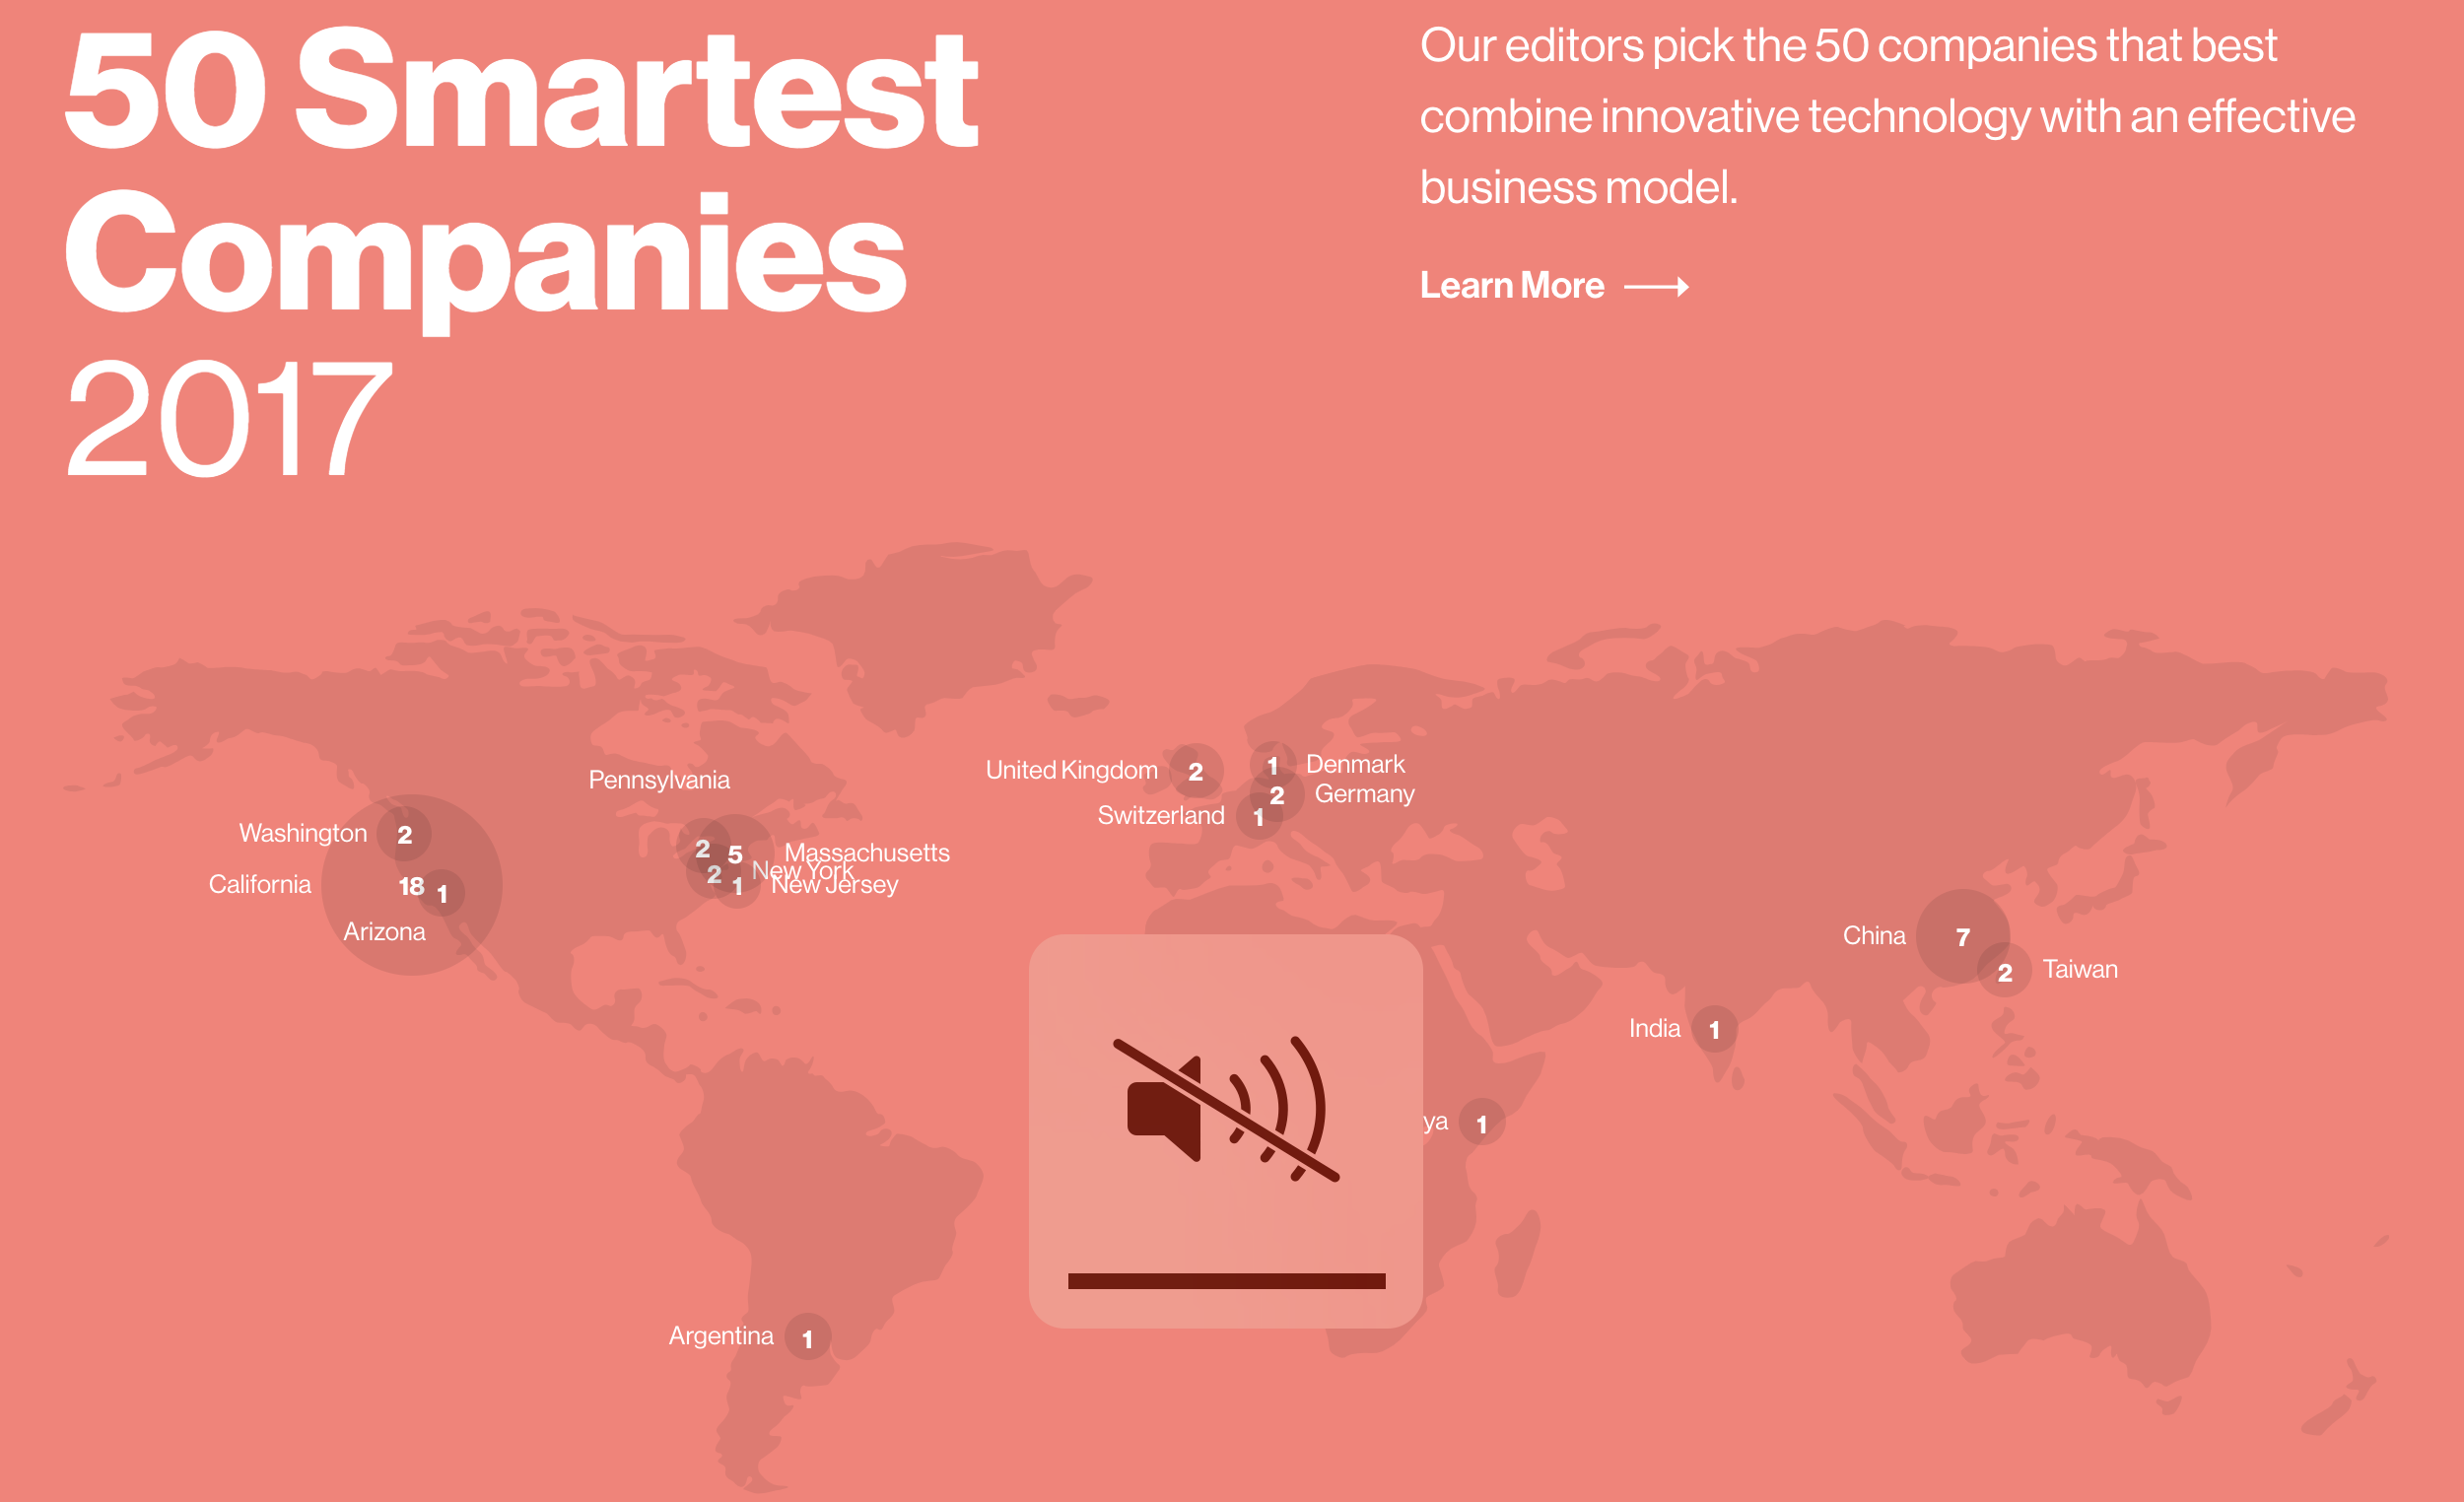 50 Smartest
Companies
2017
Our editors pick the 50 companies that best
combine innovative technology with an effective
business model.
Learn More
United Kingdom 2
1 Denmark
2 Germany
Switzerland 1
Pennsylvania
Washington 2
2 5 Massachusetts
2 New York
1 New Jersey
California 18 1
Arizona
China 7
2 Taiwan
India 1
ya 1
Argentina 1